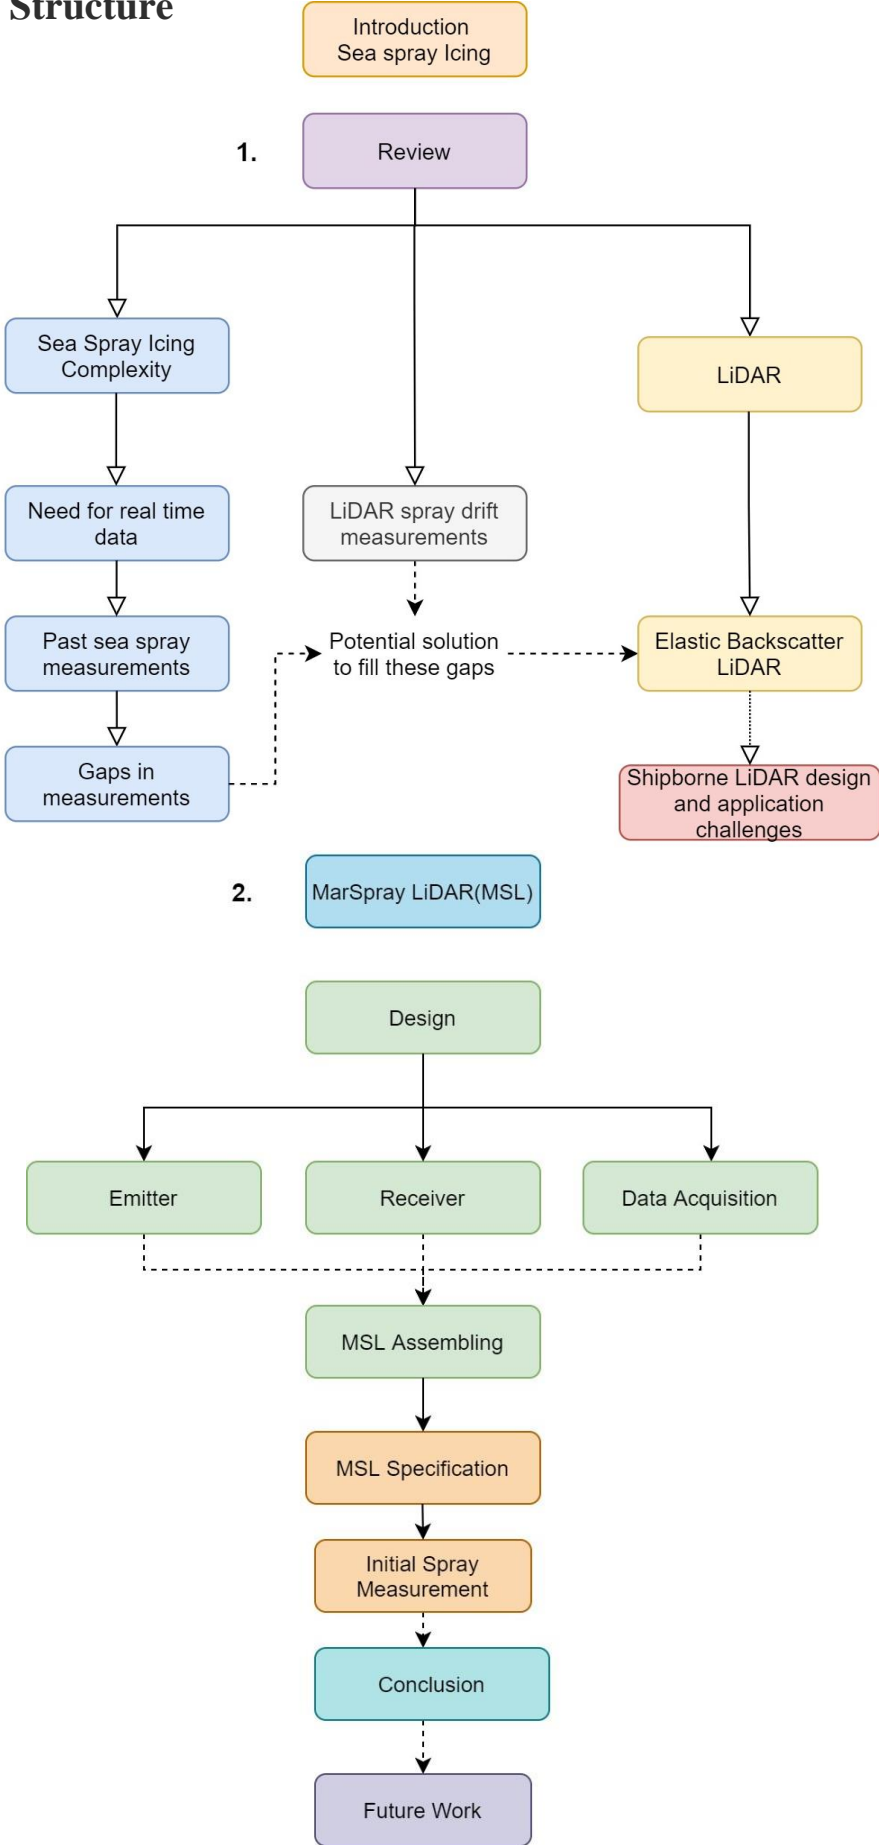 Structure
Introduction
Sea spray Icing
1.
Review
Sea Spray Icing
Complexity
LiDAR
Need for real time
data
LiDAR spray drift
measurements
Past sea spray
measurements
Potential solution
to fill these gaps
Elastic Backscatter
LiDAR
Gaps in
measurements
Shipborne LiDAR design
and application
challenges
2.
MarSpray LiDAR(MSL)
Design
Emitter
Receiver
Data Acquisition
MSL Assembling
MSL Specification
Initial Spray
Measurement
Conclusion
Future Work